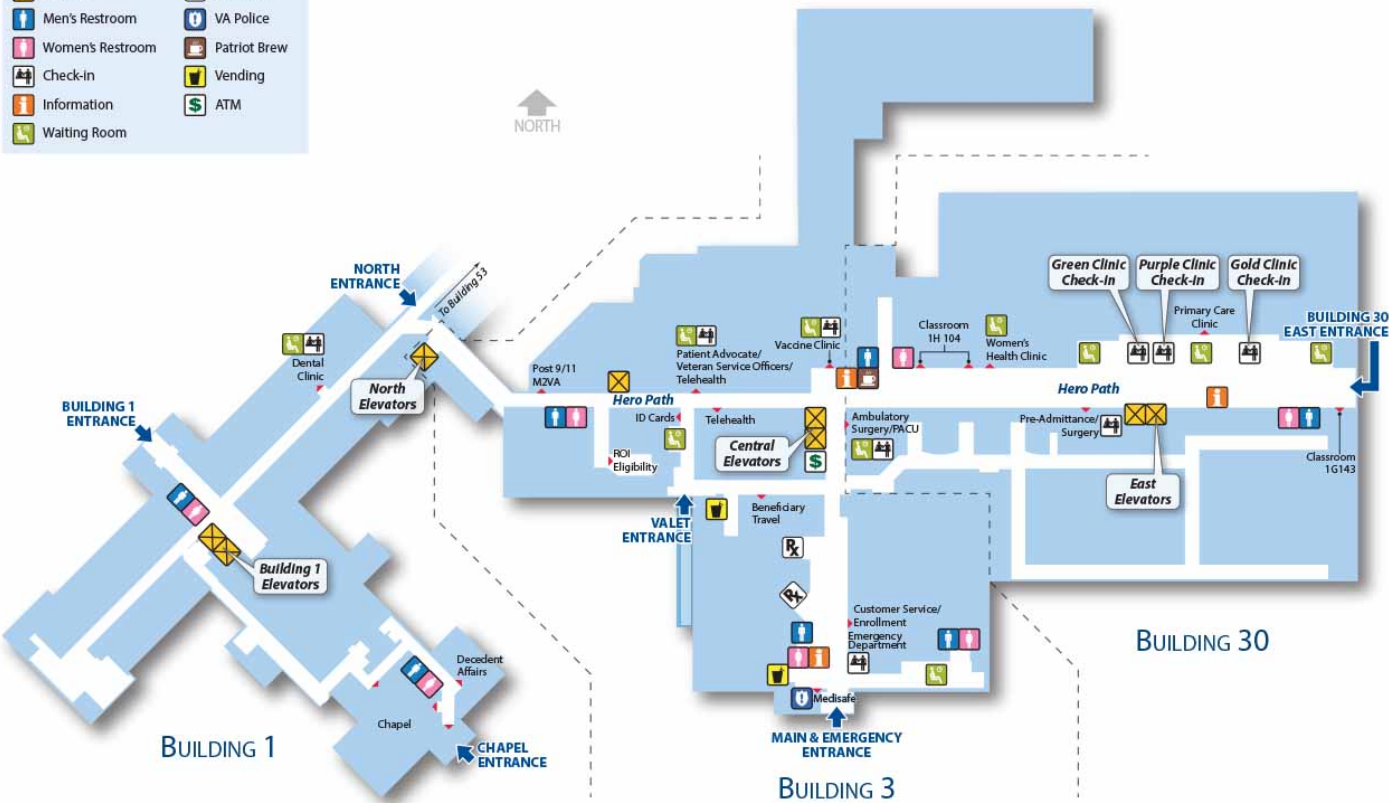 Men's Restroom
VA Police
Women's Restroom
Patriot Brew
Check-in
Vending
Information
$ ATM
Waiting Room
NORTH
NORTH
ENTRANCE
To Building 53
Dental
Clinic
North
Elevators
BUILDING 1
ENTRANCE
Building 1
Elevators
Decedent
Affairs
Chapel
CHAPEL
ENTRANCE
BUILDING 1
Post 9/11
M2VA
Hero Path
Patient Advocate/
Veteran Service Officers/
Telehealth
ID Cards
Telehealth
ROI
Eligibility
Vaccine Clinic
Central
Elevators
$
Ambulatory
Surgery/PACU
VALET
ENTRANCE
Beneficiary
Travel
Rx
Rx
Customer Service/
Enrollment
Emergency
Department
Medisafe
MAIN & EMERGENCY
ENTRANCE
BUILDING 3
Classroom
1H 104
Women's
Health Clinic
Green Clinic
Check-In
Purple Clinic
Check-In
Gold Clinic
Check-In
Primary Care
Clinic
BUILDING 30
EAST ENTRANCE
Hero Path
Pre-Admittance/
Surgery
East
Elevators
Classroom
1G143
BUILDING 30